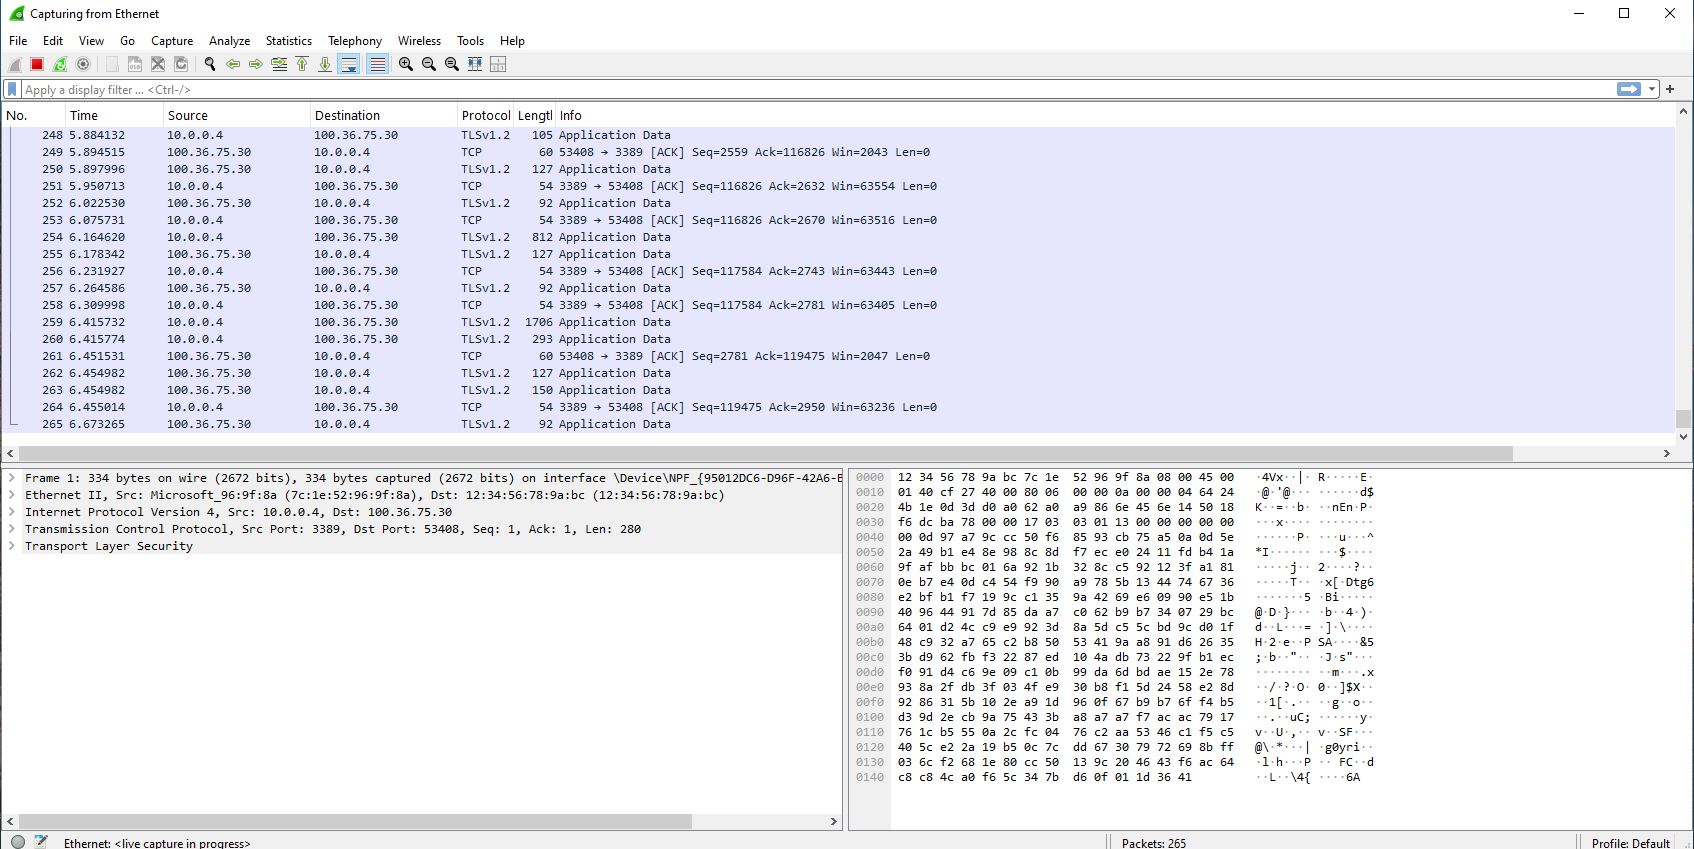 Capturing from Ethernet
File Edit View Go Capture Analyze Statistics Telephony Wireless Tools Help
Apply a display filter ... <Ctrl-/>
No. Time Source Destination Protocol Lengtl Info
248 5.884132 10.0.0.4 100.36.75.30 TLSv1.2 105 Application Data
249 5.894515 100.36.75.30 10.0.0.4 TCP 60 53408 → 3389 [ACK] Seq=2559 Ack=116826 Win=2043 Len=0
250 5.897996 100.36.75.30 10.0.0.4 TLSv1.2 127 Application Data
251 5.950713 10.0.0.4 100.36.75.30 TCP 54 3389 → 53408 [ACK] Seq=116826 Ack=2632 Win=63554 Len=0
252 6.022530 100.36.75.30 10.0.0.4 TLSv1.2 92 Application Data
253 6.075731 10.0.0.4 100.36.75.30 TCP 54 3389 → 53408 [ACK] Seq=116826 Ack=2670 Win=63516 Len=0
254 6.164620 10.0.0.4 100.36.75.30 TLSv1.2 812 Application Data
255 6.178342 100.36.75.30 10.0.0.4 TLSv1.2 127 Application Data
256 6.231927 10.0.0.4 100.36.75.30 TCP 54 3389 → 53408 [ACK] Seq=117584 Ack=2743 Win=63443 Len=0
257 6.264586 100.36.75.30 10.0.0.4 TLSv1.2 92 Application Data
258 6.309998 10.0.0.4 100.36.75.30 TCP 54 3389 → 53408 [ACK] Seq=117584 Ack=2781 Win=63405 Len=0
259 6.415732 10.0.0.4 100.36.75.30 TLSv1.2 1706 Application Data
260 6.415774 10.0.0.4 100.36.75.30 TLSv1.2 293 Application Data
261 6.451531 100.36.75.30 10.0.0.4 TCP 60 53408 → 3389 [ACK] Seq=2781 Ack=119475 Win=2047 Len=0
262 6.454982 100.36.75.30 10.0.0.4 TLSv1.2 127 Application Data
263 6.454982 100.36.75.30 10.0.0.4 TLSv1.2 150 Application Data
264 6.455014 10.0.0.4 100.36.75.30 TCP 54 3389 → 53408 [ACK] Seq=119475 Ack=2950 Win=63236 Len=0
265 6.673265 100.36.75.30 10.0.0.4 TLSv1.2 92 Application Data
Frame 1: 334 bytes on wire (2672 bits), 334 bytes captured (2672 bits) on interface \Device\NPF_{95012DC6-D96F-42A6-E
Ethernet II, Src: Microsoft_96:9f:8a (7c:1e:52:96:9f:8a), Dst: 12:34:56:78:9a:bc (12:34:56:78:9a:bc)
Internet Protocol Version 4, Src: 10.0.0.4, Dst: 100.36.75.30
Transmission Control Protocol, Src Port: 3389, Dst Port: 53408, Seq: 1, Ack: 1, Len: 280
Transport Layer Security
0000 12 34 56 78 9a bc 7c 1e 52 96 9f 8a 08 00 45 00 ·4Vx··|· R·····E·
0010 01 40 cf 27 40 00 80 06 00 00 0a 00 00 04 64 24 ·@·'@··· ······d$
0020 4b 1e 0d 3d d0 a0 62 a0 a9 86 6e 45 6e 14 50 18 K··=··b· ··nEn·P·
0030 f6 dc ba 78 00 00 17 03 03 01 13 00 00 00 00 00 ···x···· ········
0040 00 0d 97 a7 9c cc 50 f6 85 93 cb 75 a5 0a 0d 5e ······P· ···u···^
0050 2a 49 b1 e4 8e 98 8c 8d f7 ec e0 24 11 fd b4 1a *I······ ···$····
0060 9f af bb bc 01 6a 92 1b 32 8c c5 92 12 3f a1 81 ·····j·· 2····?··
0070 0e b7 e4 0d c4 54 f9 90 a9 78 5b 13 44 74 67 36 ·····T·· ·x[·Dtg6
0080 e2 bf b1 f7 19 9c c1 35 9a 42 69 e6 09 90 e5 1b ·······5 ·Bi·····
0090 40 96 44 91 7d 85 da a7 c0 62 b9 b7 34 07 29 bc @·D·}··· ·b··4·)·
00a0 64 01 d2 4c c9 e9 92 3d 8a 5d c5 5c bd 9c d0 1f d··L···= ·]·\····
00b0 48 c9 32 a7 65 c2 b8 50 53 41 9a a8 91 d6 26 35 H·2·e··P SA····&5
00c0 3b d9 62 fb f3 22 87 ed 10 4a db 73 22 9f b1 ec ;·b··"·· ·J·s"···
00d0 f0 91 d4 c6 9e 09 c1 0b 99 da 6d bd ae 15 2e 78 ········ ··m···.x
00e0 93 8a 2f db 3f 03 4f e9 30 b8 f1 5d 24 58 e2 8d ··/·?·O· 0··]$X··
00f0 92 86 31 5b 10 2e a9 1d 96 0f 67 b9 b7 6f f4 b5 ··1[·.·· ··g··o··
0100 d3 9d 2e cb 9a 75 43 3b a8 a7 a7 f7 ac ac 79 17 ··.··uC; ······y·
0110 76 1c b5 55 0a 2c fc 04 76 c2 aa 53 46 c1 f5 c5 v··U·,·· v··SF···
0120 40 5c e2 2a 19 b5 0c 7c dd 67 30 79 72 69 8b ff @\·*···| ·g0yri··
0130 03 6c f2 68 1e 80 cc 50 13 9c 20 46 43 f6 ac 64 ·l·h···P ·· FC··d
0140 c8 c8 4c a0 f6 5c 34 7b d6 0f 01 1d 36 41 ··L··\4{ ····6A
Ethernet: <live capture in progress>
Packets: 265
Profile: Default